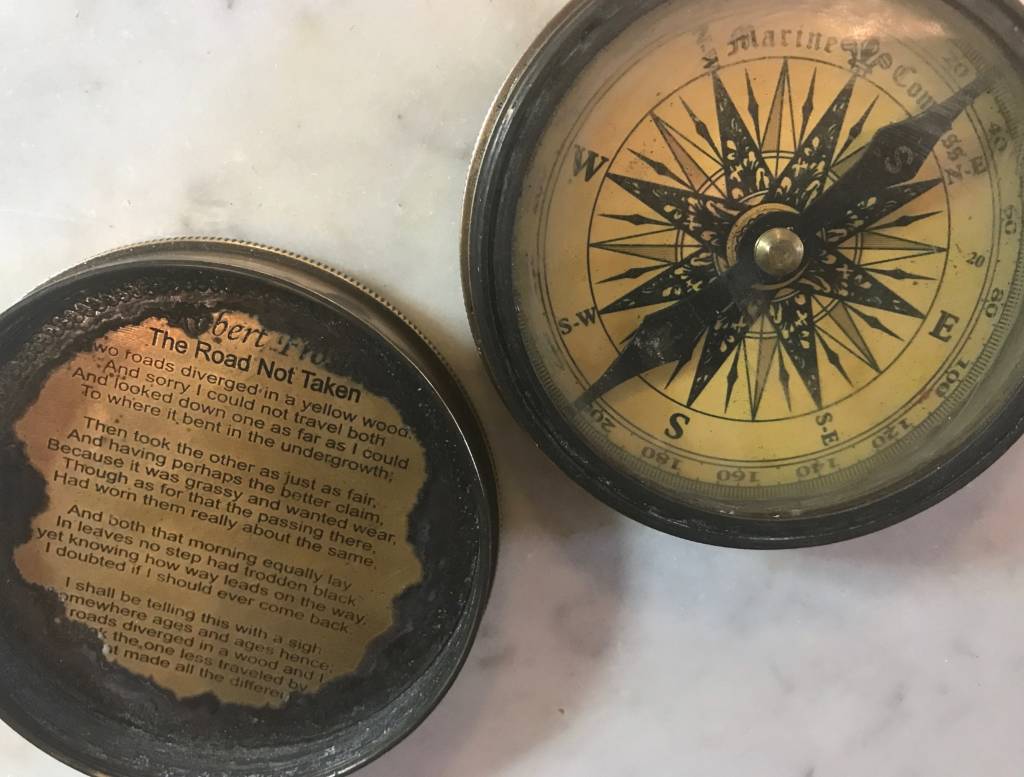 The Road Not Taken
wo roads diverged in a yellow wood.
And sorry I could not travel both
And looked down one as far as I could
To where it bent in the undergrowth;
Then took the other as just as fair,
And having perhaps the better claim,
Because it was grassy and wanted wear,
Though as for that the passing there,
Had worn them really about the same,
And both that morning equally lay
In leaves no step had trodden black
yet knowing how way leads on the way.
I doubted if I should ever come back
I shall be telling this with a sigh
omewhere ages and ages hence;
roads diverged in a wood and I
the one less traveled by
made all the differe
Marine
Com
ss
20
40
60
80
100
120
140
160
180
20
W
S
S-W
E
S
S-E